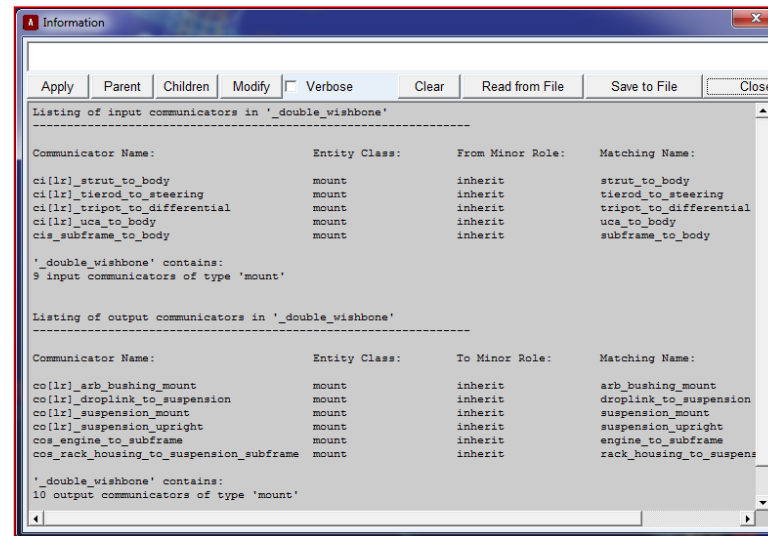 Information
Apply Parent Children Modify Verbose Clear Read from File Save to File Close
Listing of input communicators in '_double_wishbone'
--------------------------------------------------------------------
Communicator Name: Entity Class: From Minor Role: Matching Name:
ci[lr]_strut_to_body mount inherit strut_to_body
ci[lr]_tierod_to_steering mount inherit tierod_to_steering
ci[lr]_tripot_to_differential mount inherit tripot_to_differential
ci[lr]_uca_to_body mount inherit uca_to_body
cis_subframe_to_body mount inherit subframe_to_body
'_double_wishbone' contains:
9 input communicators of type 'mount'
Listing of output communicators in '_double_wishbone'
--------------------------------------------------------------------
Communicator Name: Entity Class: To Minor Role: Matching Name:
co[lr]_arb_bushing_mount mount inherit arb_bushing_mount
co[lr]_droplink_to_suspension mount inherit droplink_to_suspension
co[lr]_suspension_mount mount inherit suspension_mount
co[lr]_suspension_upright mount inherit suspension_upright
cos_engine_to_subframe mount inherit engine_to_subframe
cos_rack_housing_to_suspension_subframe mount inherit rack_housing_to_suspens
'_double_wishbone' contains:
10 output communicators of type 'mount'